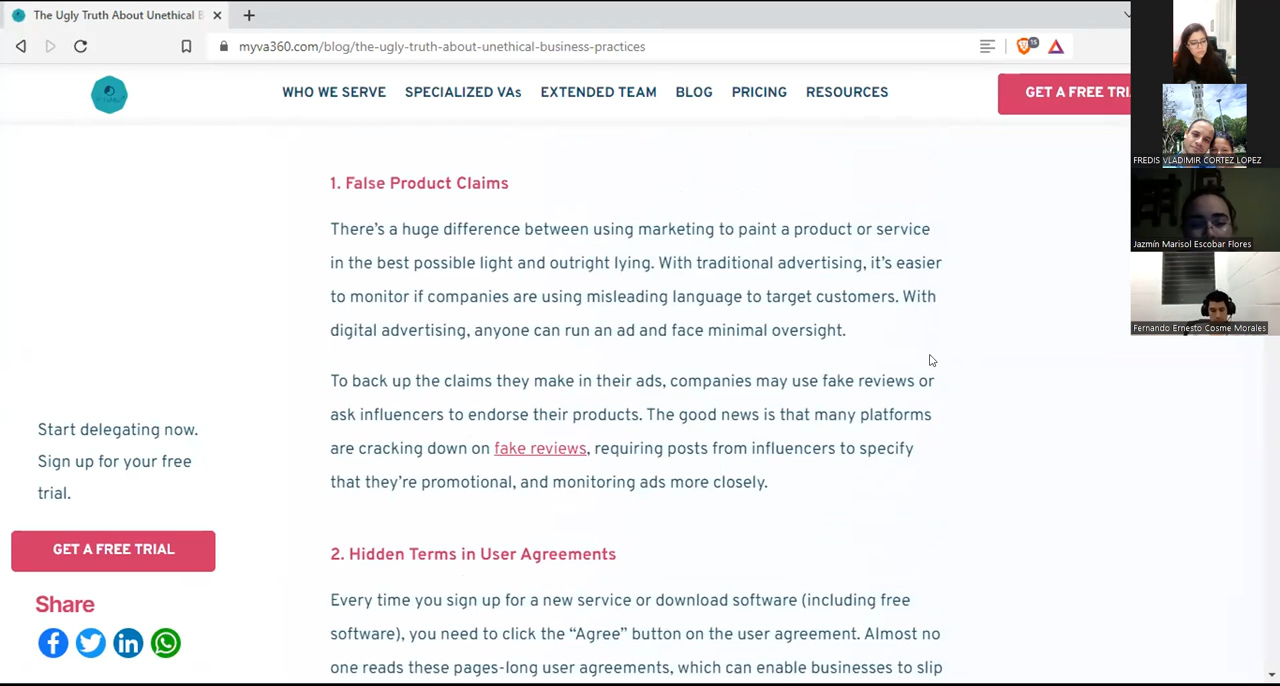 The Ugly Truth About Unethical B
myva360.com/blog/the-ugly-truth-about-unethical-business-practices
15
WHO WE SERVE SPECIALIZED VAs EXTENDED TEAM BLOG PRICING RESOURCES
GET A FREE TRI
1. False Product Claims
There’s a huge difference between using marketing to paint a product or service
in the best possible light and outright lying. With traditional advertising, it’s easier
to monitor if companies are using misleading language to target customers. With
digital advertising, anyone can run an ad and face minimal oversight.
To back up the claims they make in their ads, companies may use fake reviews or
ask influencers to endorse their products. The good news is that many platforms
are cracking down on fake reviews, requiring posts from influencers to specify
that they’re promotional, and monitoring ads more closely.
2. Hidden Terms in User Agreements
Every time you sign up for a new service or download software (including free
software), you need to click the “Agree” button on the user agreement. Almost no
one reads these pages-long user agreements, which can enable businesses to slip
Start delegating now.
Sign up for your free
trial.
GET A FREE TRIAL
Share
FREDIS VLADIMIR CORTEZ LOPEZ
Jazmín Marisol Escobar Flores
Fernando Ernesto Cosme Morales